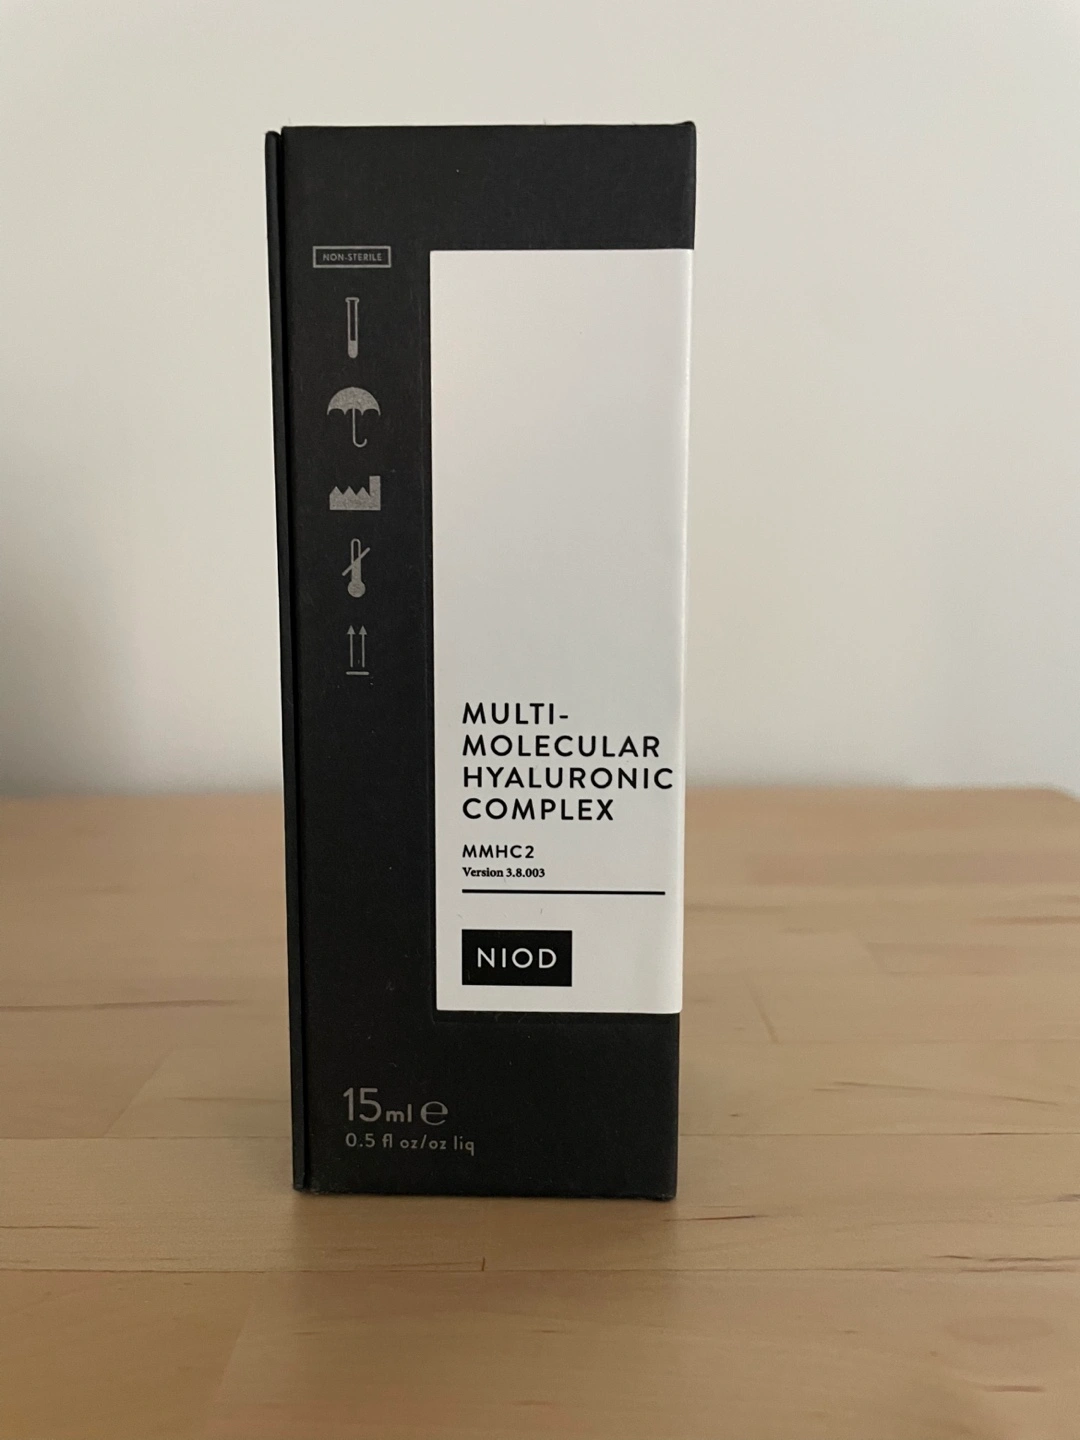 NON-STERILE
MULTI-
MOLECULAR
HYALURONIC
COMPLEX
MMHC2
Version 3.8.003
NIOD
15ml ℮
0.5 fl oz/oz liq